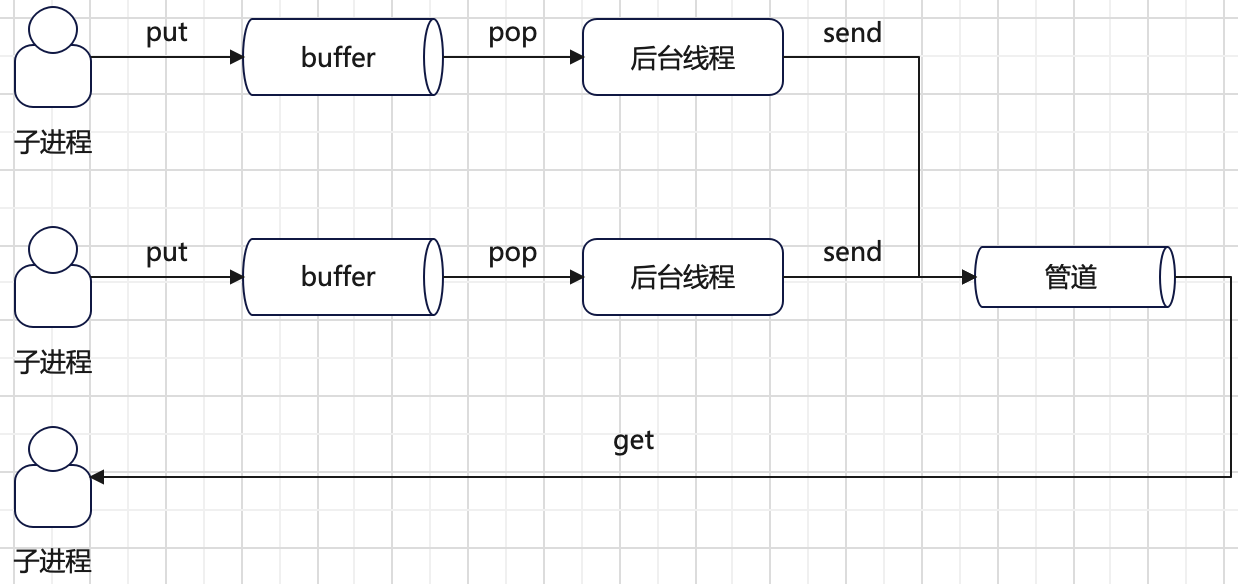 put
buffer
pop
后台线程
send
子进程
put
buffer
pop
后台线程
send
管道
子进程
get
子进程